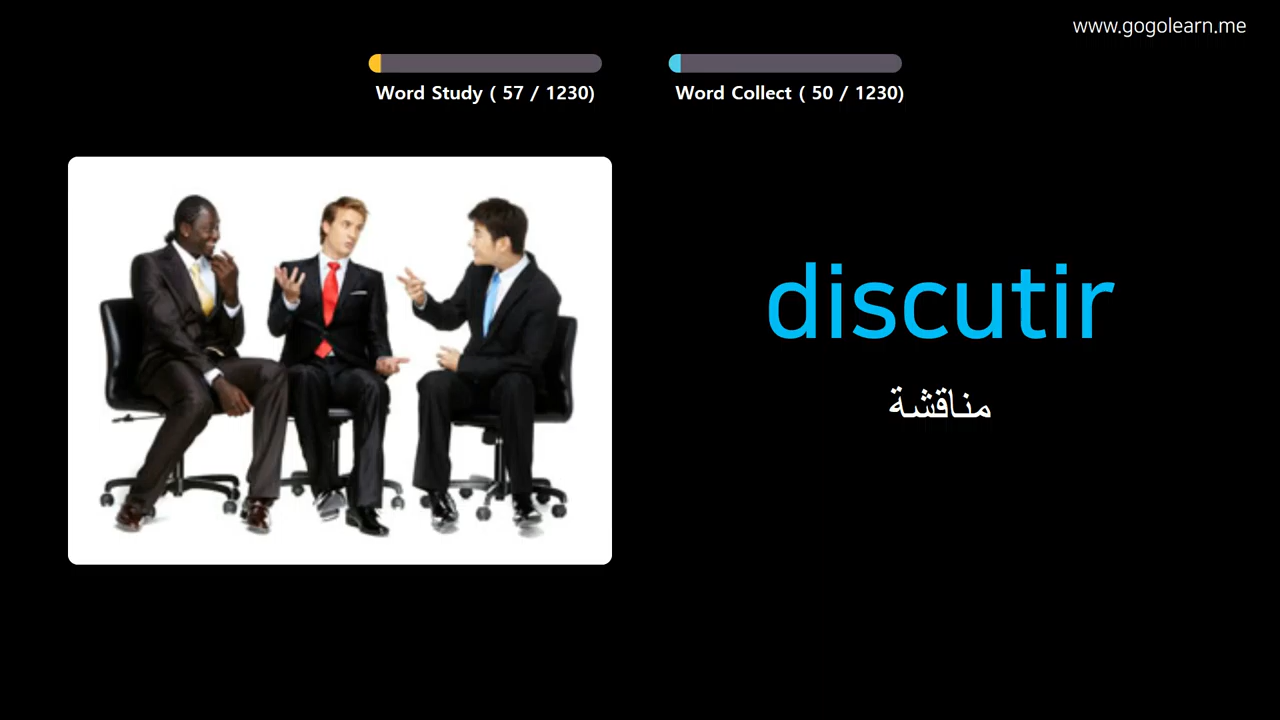 www.gogolearn.me
Word Study ( 57 / 1230)
Word Collect ( 50 / 1230)
discutir
مناقشة